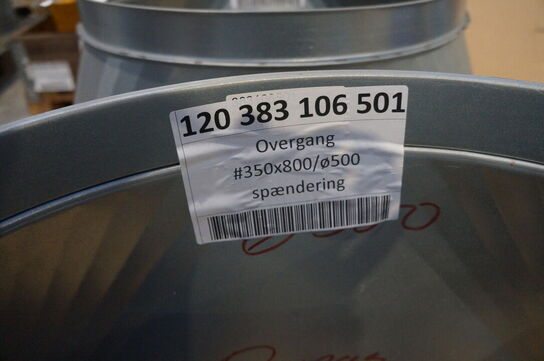 120 383 106 501
Overgang
#350x800/ø500
spændering